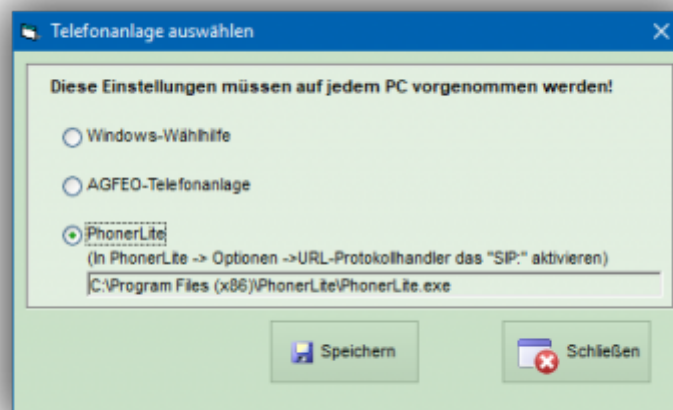 Telefonanlage auswählen
Diese Einstellungen müssen auf jedem PC vorgenommen werden!
Windows-Wählhilfe
AGFEO-Telefonanlage
PhonerLite
(In PhonerLite -> Optionen ->URL-Protokollhandler das "SIP:" aktivieren)
C:\Program Files (x86)\PhonerLite\PhonerLite.exe
Speichern
Schließen